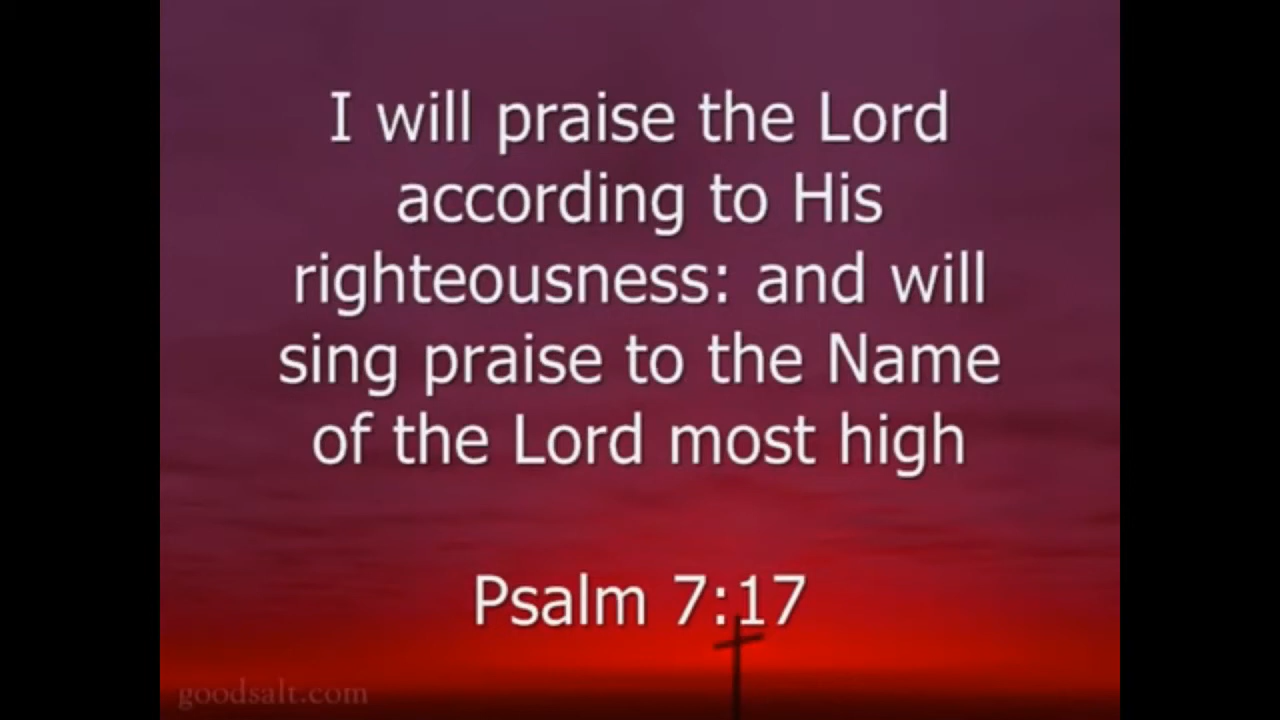 I will praise the Lord
according to His
righteousness: and will
sing praise to the Name
of the Lord most high
Psalm 7:17
goodsalt.com